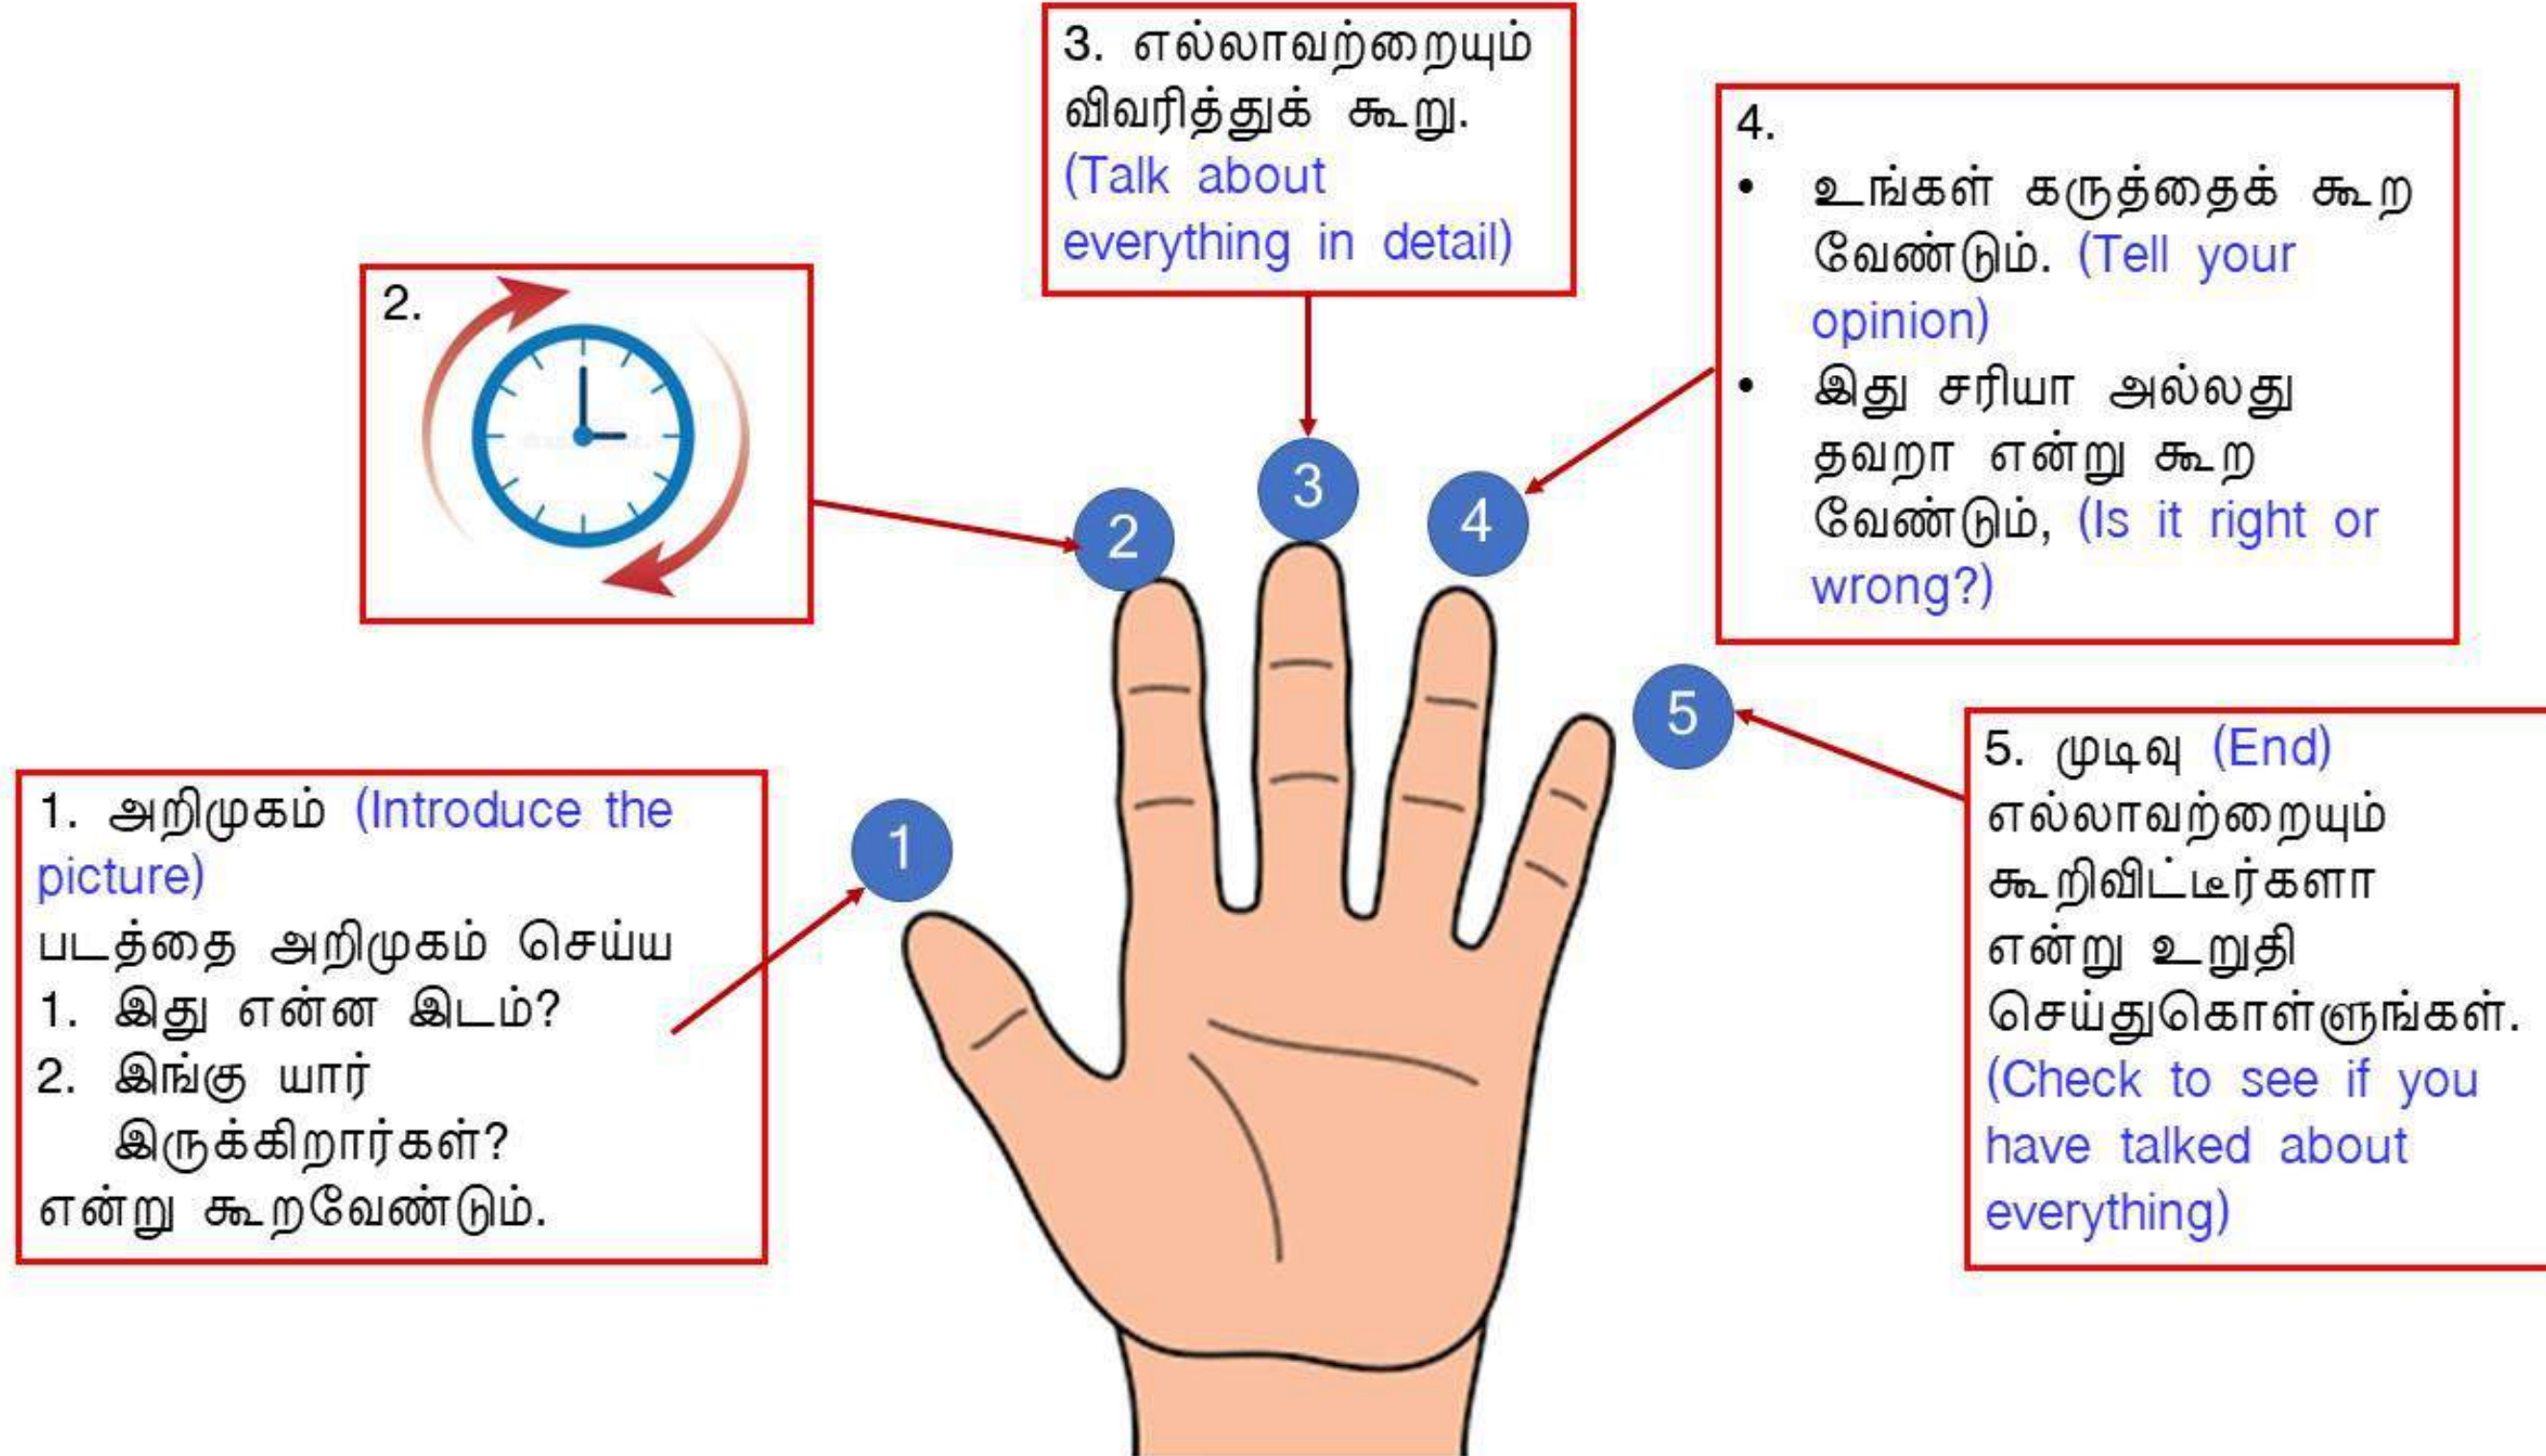 3. எல்லாவற்றையும்
விவரித்துக் கூறு.
(Talk about
everything in detail)
4.
• உங்கள் கருத்தைக் கூற
வேண்டும். (Tell your
opinion)
• இது சரியா அல்லது
தவறா என்று கூற
வேண்டும், (Is it right or
wrong?)
2.
3
4
2
5
1
1. அறிமுகம் (Introduce the
picture)
படத்தை அறிமுகம் செய்ய
1. இது என்ன இடம்?
2. இங்கு யார்
இருக்கிறார்கள்?
என்று கூறவேண்டும்.
5. முடிவு (End)
எல்லாவற்றையும்
கூறிவிட்டீர்களா
என்று உறுதி
செய்துகொள்ளுங்கள்.
(Check to see if you
have talked about
everything)